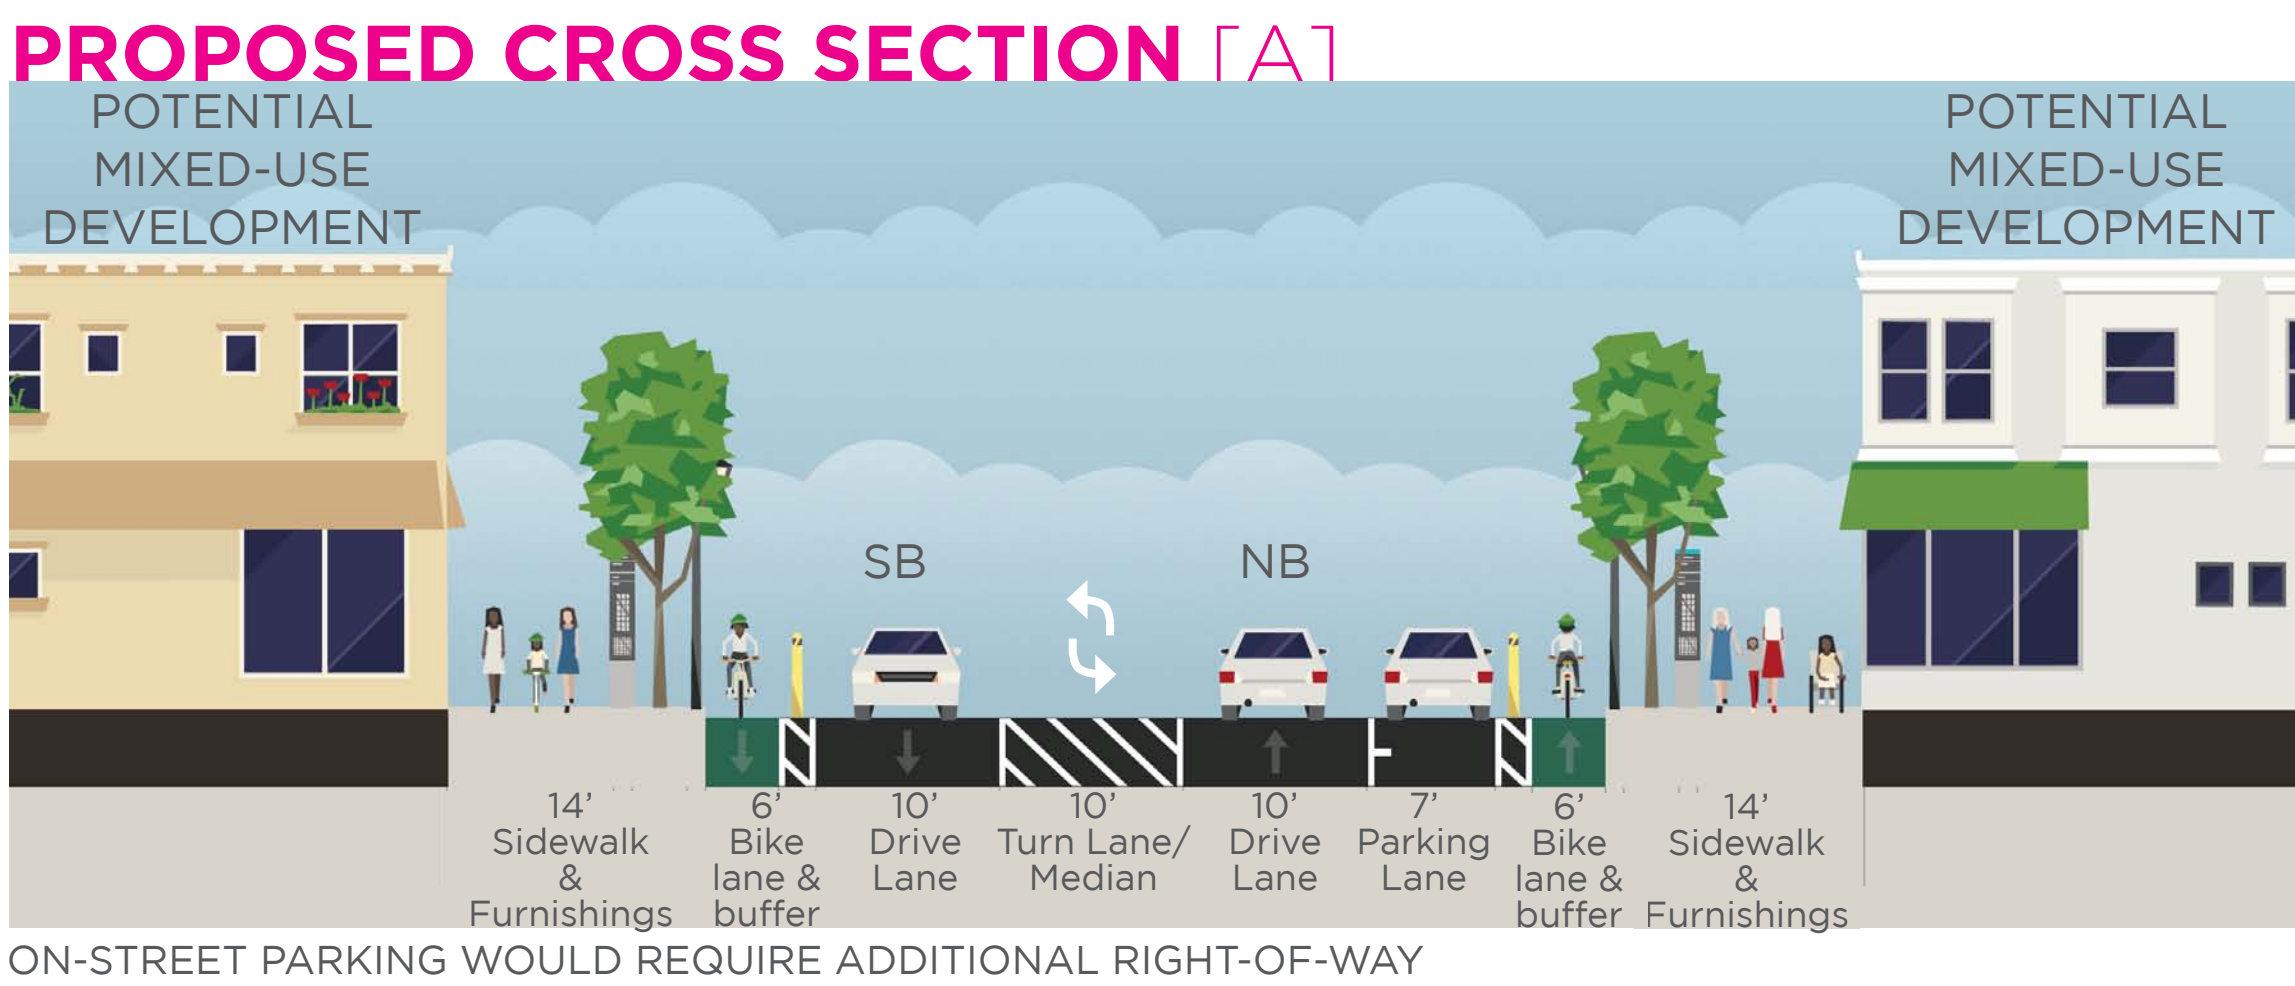 PROPOSED CROSS SECTION [A]
POTENTIAL
MIXED-USE
DEVELOPMENT
POTENTIAL
MIXED-USE
DEVELOPMENT
SB
NB
14’
Sidewalk
&
Furnishings
6’
Bike
lane &
buffer
10’
Drive
Lane
10’
Turn Lane/
Median
10’
Drive
Lane
7’
Parking
Lane
6’
Bike
lane &
buffer
14’
Sidewalk
&
Furnishings
ON-STREET PARKING WOULD REQUIRE ADDITIONAL RIGHT-OF-WAY